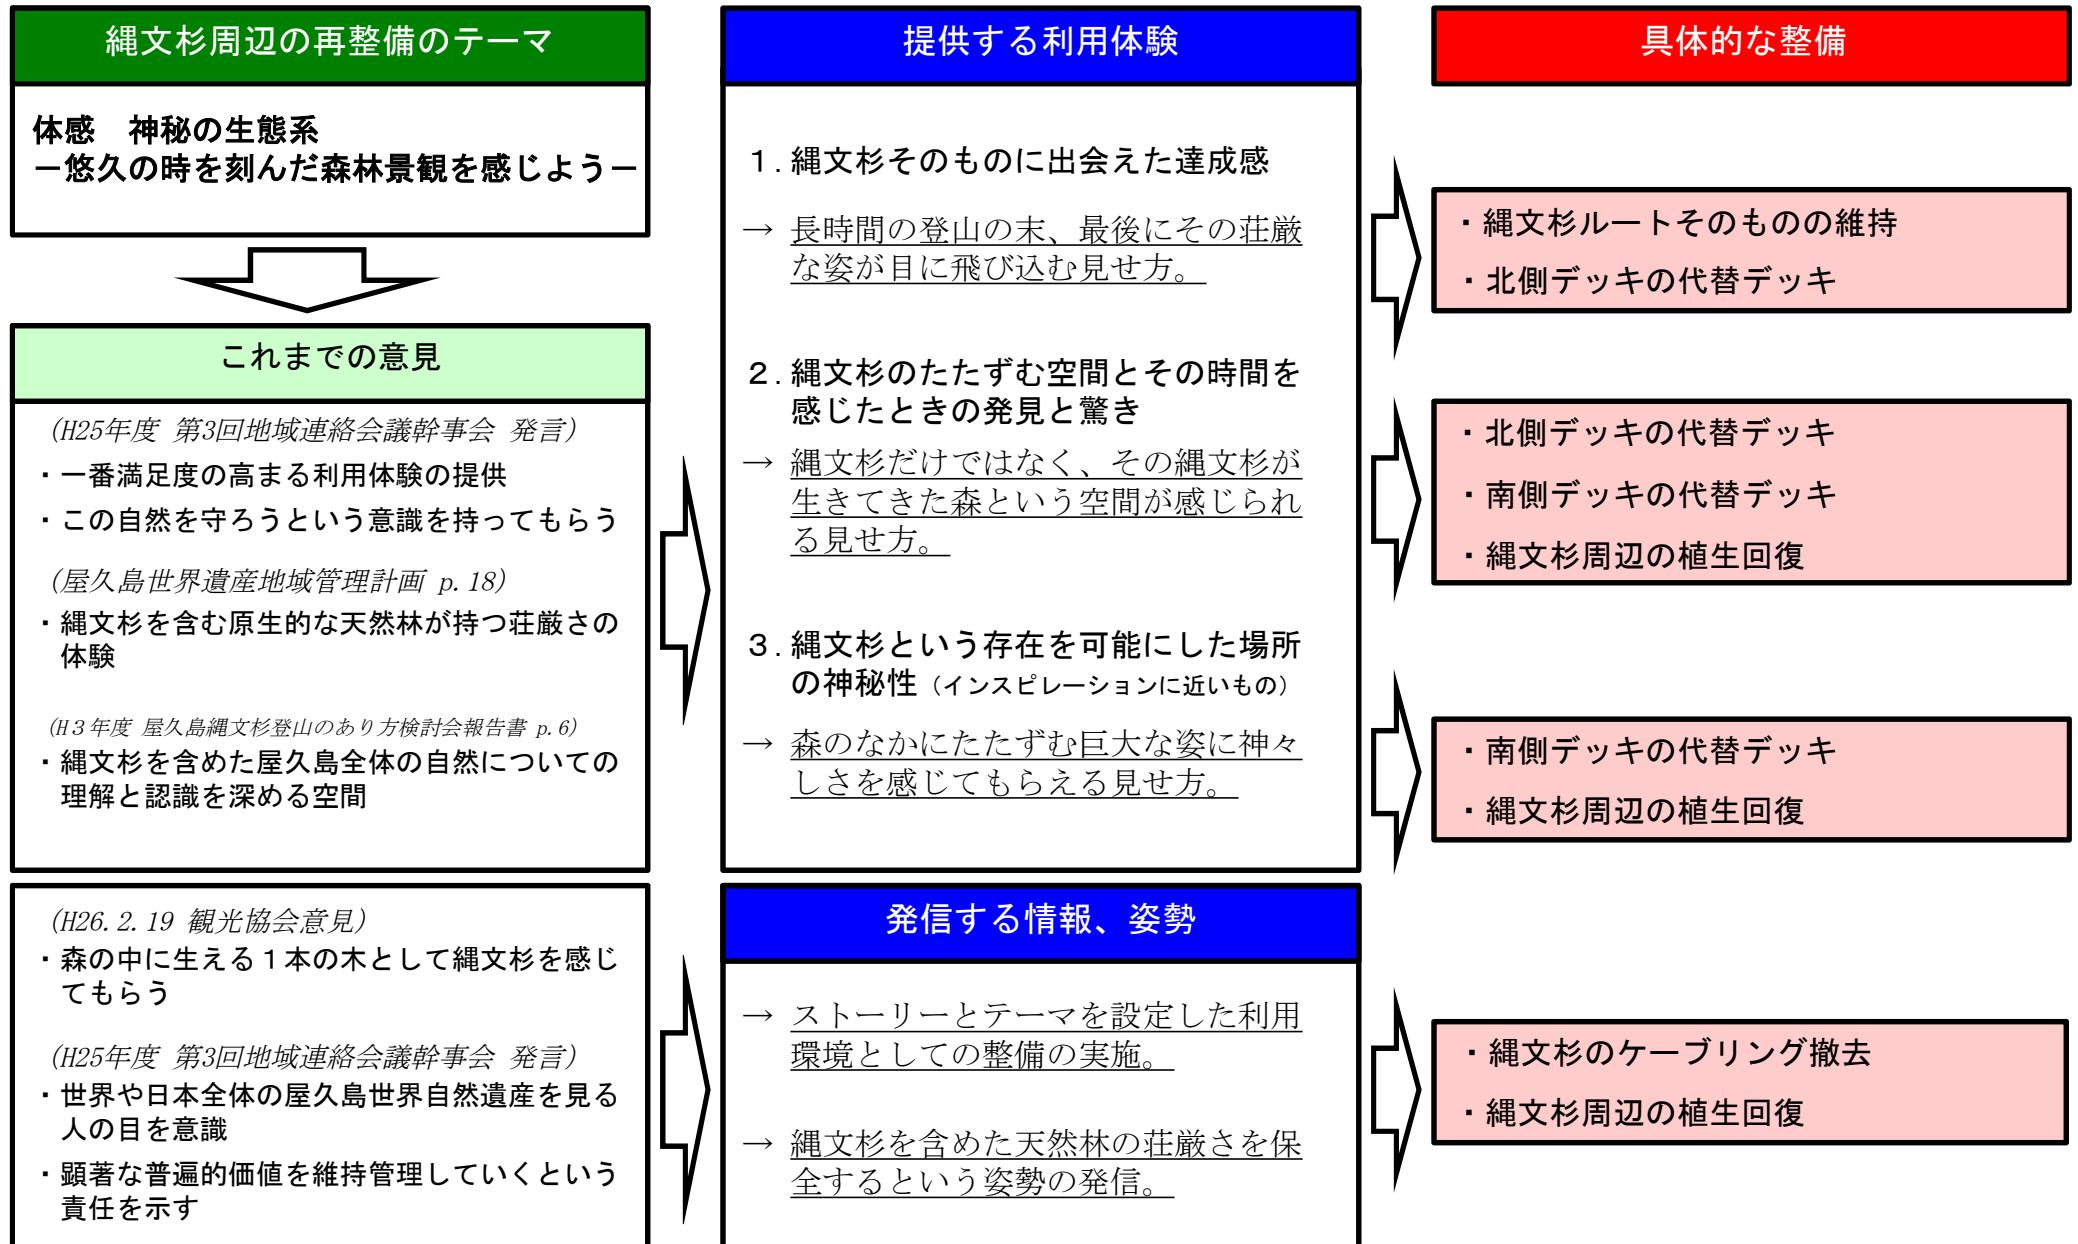 縄文杉周辺の再整備のテーマ
体感　神秘の生態系
－悠久の時を刻んだ森林景観を感じよう－
これまでの意見
（H25年度 第3回地域連絡会議幹事会 発言）
・一番満足度の高まる利用体験の提供
・この自然を守ろうという意識を持ってもらう
（屋久島世界遺産地域管理計画 p.18）
・縄文杉を含む原生的な天然林が持つ荘厳さの
体験
（H３年度 屋久島縄文杉登山のあり方検討会報告書 p.6）
・縄文杉を含めた屋久島全体の自然についての
理解と認識を深める空間
（H26.2.19 観光協会意見）
・森の中に生える１本の木として縄文杉を感じ
てもらう
（H25年度 第3回地域連絡会議幹事会 発言）
・世界や日本全体の屋久島世界自然遺産を見る
人の目を意識
・顕著な普遍的価値を維持管理していくという
責任を示す
提供する利用体験
１．縄文杉そのものに出会えた達成感
→ 長時間の登山の末、最後にその荘厳
な姿が目に飛び込む見せ方。
２．縄文杉のたたずむ空間とその時間を
感じたときの発見と驚き
→ 縄文杉だけではなく、その縄文杉が
生きてきた森という空間が感じられ
る見せ方。
３．縄文杉という存在を可能にした場所
の神秘性（インスピレーションに近いもの）
→ 森のなかにたたずむ巨大な姿に神々
しさを感じてもらえる見せ方。
発信する情報、姿勢
→ ストーリーとテーマを設定した利用
環境としての整備の実施。
→ 縄文杉を含めた天然林の荘厳さを保
全するという姿勢の発信。
具体的な整備
・縄文杉ルートそのものの維持
・北側デッキの代替デッキ
・北側デッキの代替デッキ
・南側デッキの代替デッキ
・縄文杉周辺の植生回復
・南側デッキの代替デッキ
・縄文杉周辺の植生回復
・縄文杉のケーブリング撤去
・縄文杉周辺の植生回復